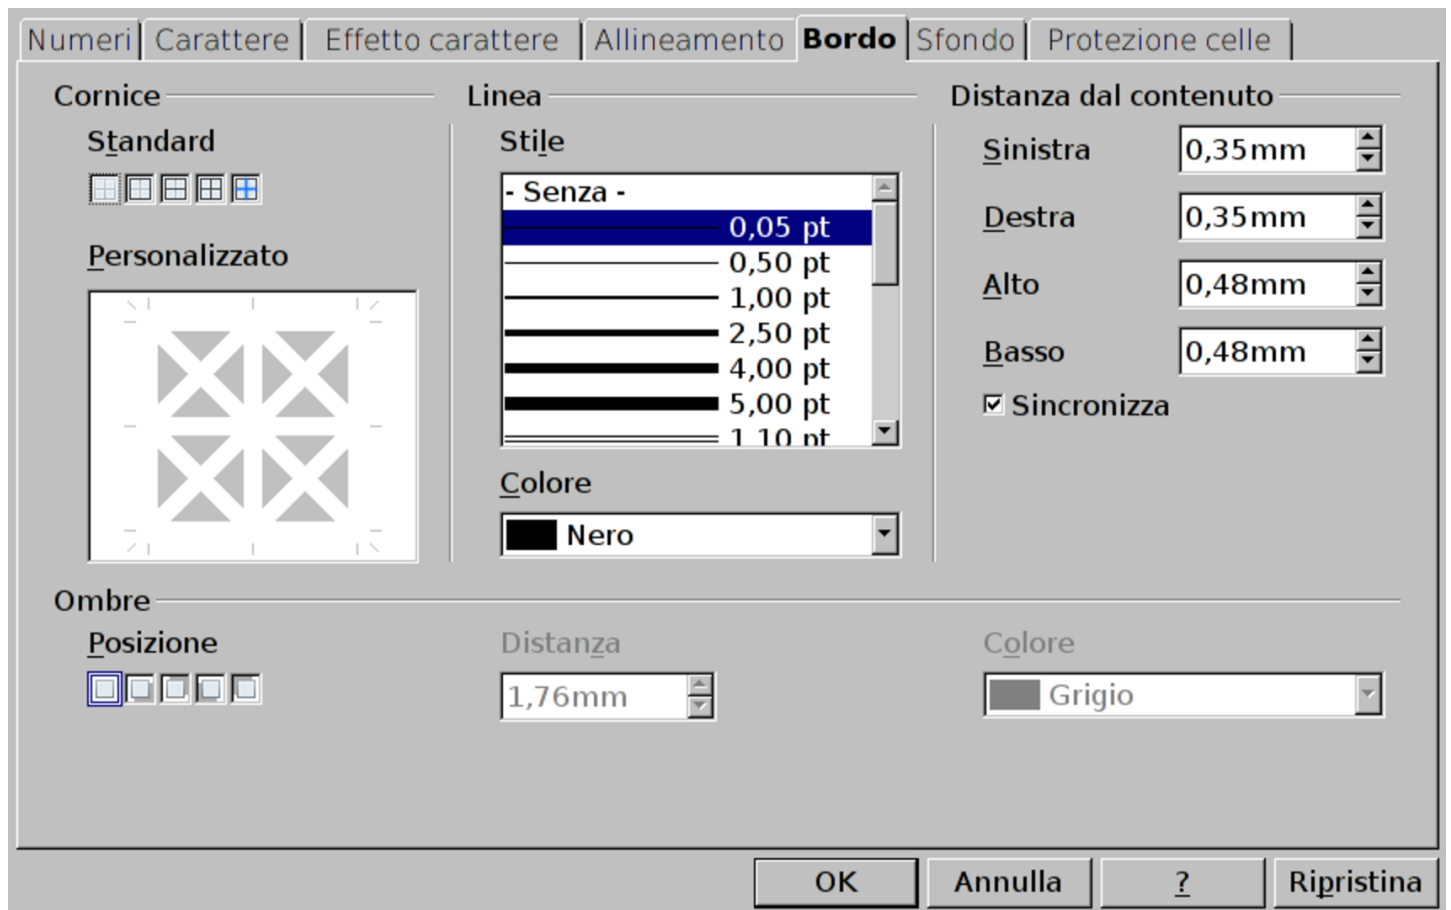 Numeri Carattere Effetto carattere Allineamento Bordo Sfondo Protezione celle
Cornice
Standard
Personalizzato
Linea
Stile
- Senza -
0,05 pt
0,50 pt
1,00 pt
2,50 pt
4,00 pt
5,00 pt
1,10 pt
Colore
Nero
Distanza dal contenuto
Sinistra 0,35mm
Destra 0,35mm
Alto 0,48mm
Basso 0,48mm
Sincronizza
Ombre
Posizione
Distanza
1,76mm
Colore
Grigio
OK Annulla ? Ripristina